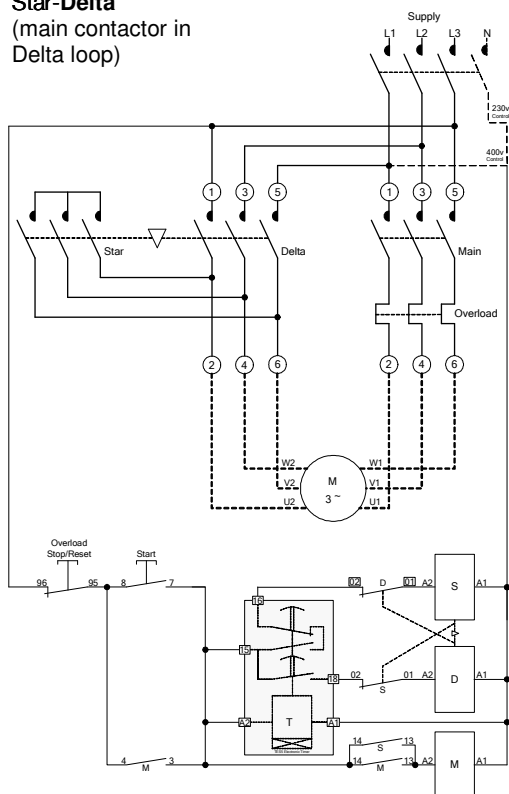 Star-Delta
(main contactor in
Delta loop)
Supply
L1 L2 L3 N
230v
Control
400v
Control
1 3 5 1 3 5
Star Delta Main
Overload
2 4 6 2 4 6
W2 W1
M
V2 V1
3 ~
U2 U1
Overload
Stop/Reset Start
96 95 8 7
02 D 01 A2 S A1
16
15
18 02 01 A2 D A1
S
A2 T A1
14 13
S
4 3 14 13 A2 M A1
M M